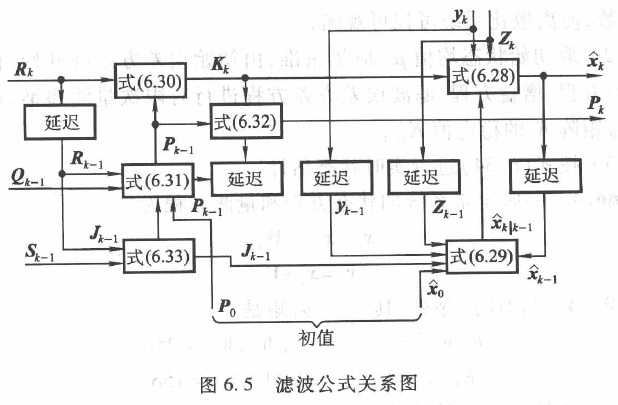 y_k
Z_k
R_k
式(6.30)
K_k
式(6.28)
x̂_k
延迟
式(6.32)
P_k
R_{k-1}
P_{k-1}
Q_{k-1}
式(6.31)
延迟
延迟
延迟
延迟
P_{k-1}
y_{k-1}
Z_{k-1}
x̂_{k|k-1}
J_{k-1}
S_{k-1}
式(6.33)
J_{k-1}
式(6.29)
x̂_{k-1}
P_0
x̂_0
初值
图 6.5 滤波公式关系图